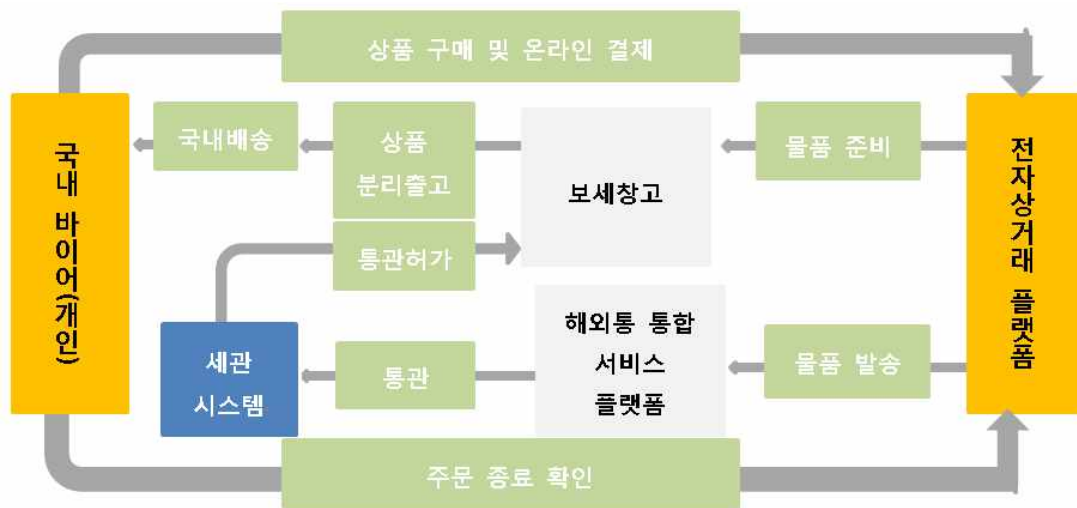 상품 구매 및 온라인 결제
국내 바이어(개인)
국내배송
상품
분리출고
보세창고
물품 준비
전자상거래 플랫폼
통관허가
세관
시스템
통관
해외통 통합
서비스
플랫폼
물품 발송
주문 종료 확인